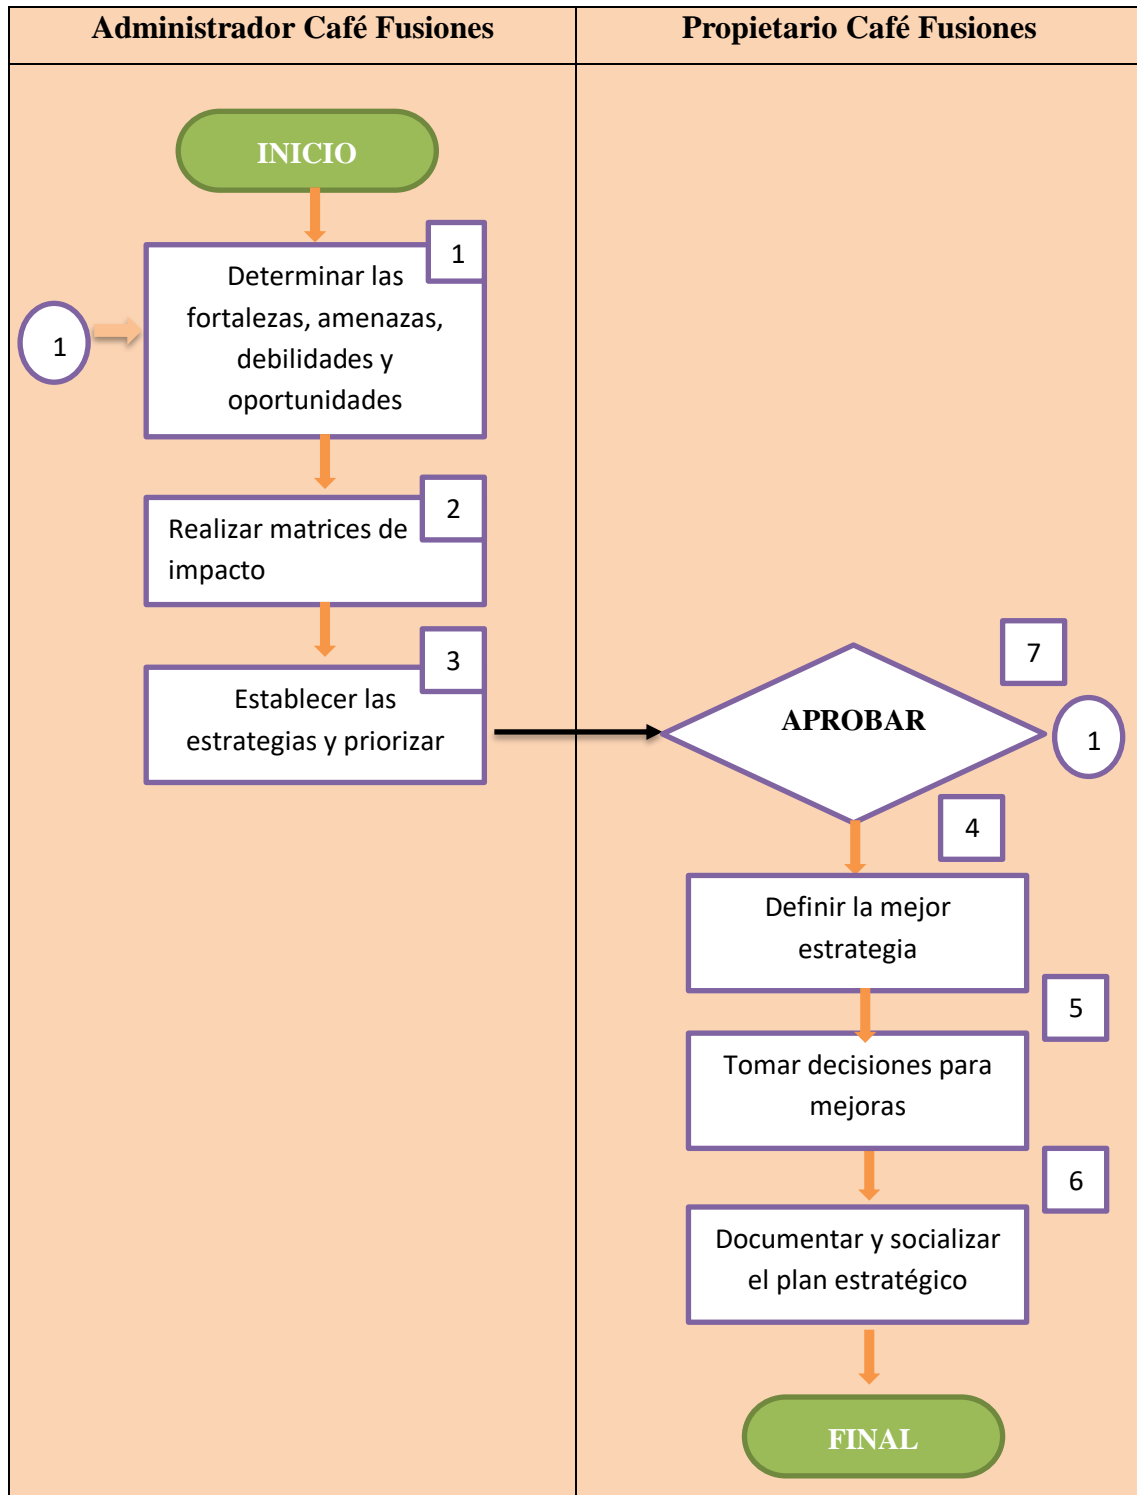 Administrador Café Fusiones
Propietario Café Fusiones
INICIO
1
Determinar las
fortalezas, amenazas,
debilidades y
oportunidades
1
2
Realizar matrices de
impacto
3
Establecer las
estrategias y priorizar
7
APROBAR
1
4
Definir la mejor
estrategia
5
Tomar decisiones para
mejoras
6
Documentar y socializar
el plan estratégico
FINAL